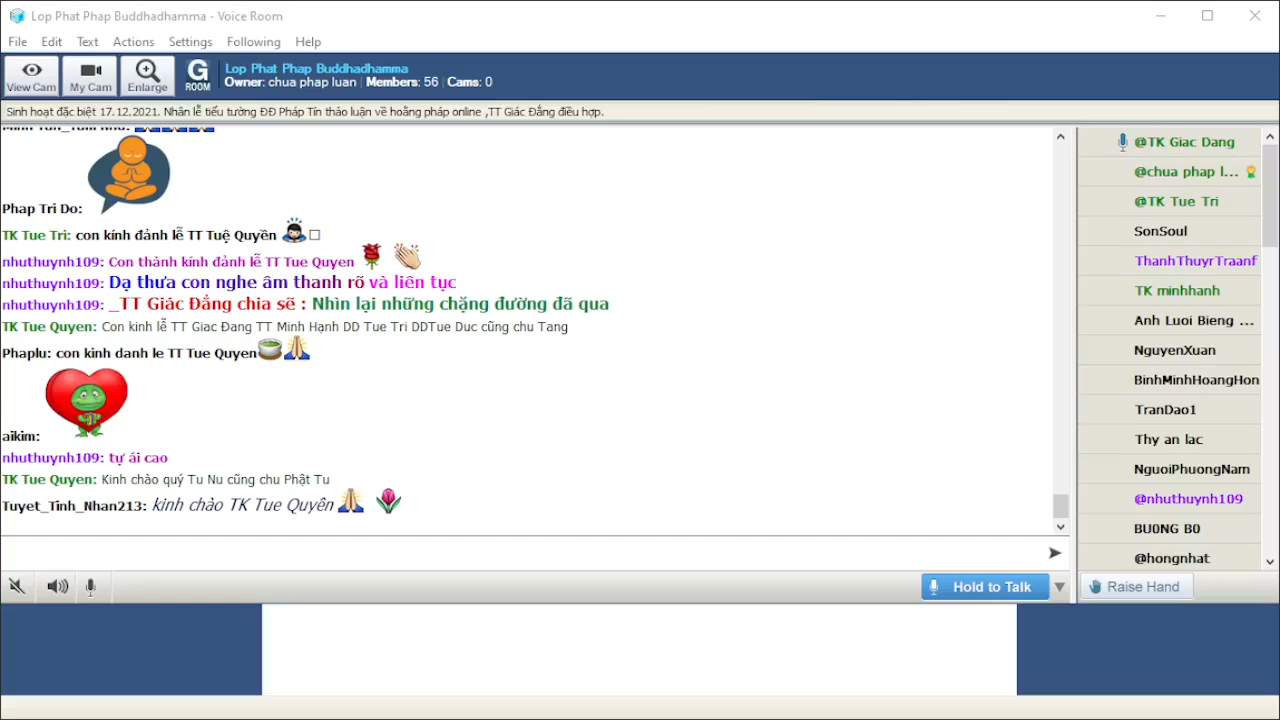 Lop Phat Phap Buddhadhamma - Voice Room
File Edit Text Actions Settings Following Help
View Cam My Cam Enlarge G ROOM
Lop Phat Phap Buddhadhamma
Owner: chua phap luan | Members: 56 | Cams: 0
Sinh hoạt đặc biệt 17.12.2021. Nhân lễ tiểu tường ĐĐ Pháp Tín thảo luận về hoằng pháp online ,TT Giác Đẳng điều hợp.
Phap Tri Do:
TK Tue Tri: con kính đảnh lễ TT Tuệ Quyền
nhuthuynh109: Con thành kính đảnh lễ TT Tue Quyen
nhuthuynh109: Dạ thưa con nghe âm thanh rõ và liên tục
nhuthuynh109: _TT Giác Đẳng chia sẽ : Nhìn lại những chặng đường đã qua
TK Tue Quyen: Con kinh lễ TT Giac Đang TT Minh Hạnh DD Tue Tri DDTue Duc cũng chu Tang
Phaplu: con kinh danh le TT Tue Quyen
aikim:
nhuthuynh109: tự ái cao
TK Tue Quyen: Kinh chào quý Tu Nu cũng chu Phật Tu
Tuyet_Tinh_Nhan213: kinh chào TK Tue Quyên
Hold to Talk
@TK Giac Dang
@chua phap l...
@TK Tue Tri
SonSoul
ThanhThuyrTraanf
TK minhhanh
Anh Luoi Bieng ...
NguyenXuan
BinhMinhHoangHon
TranDao1
Thy an lac
NguoiPhuongNam
@nhuthuynh109
BU0NG B0
@hongnhat
Raise Hand